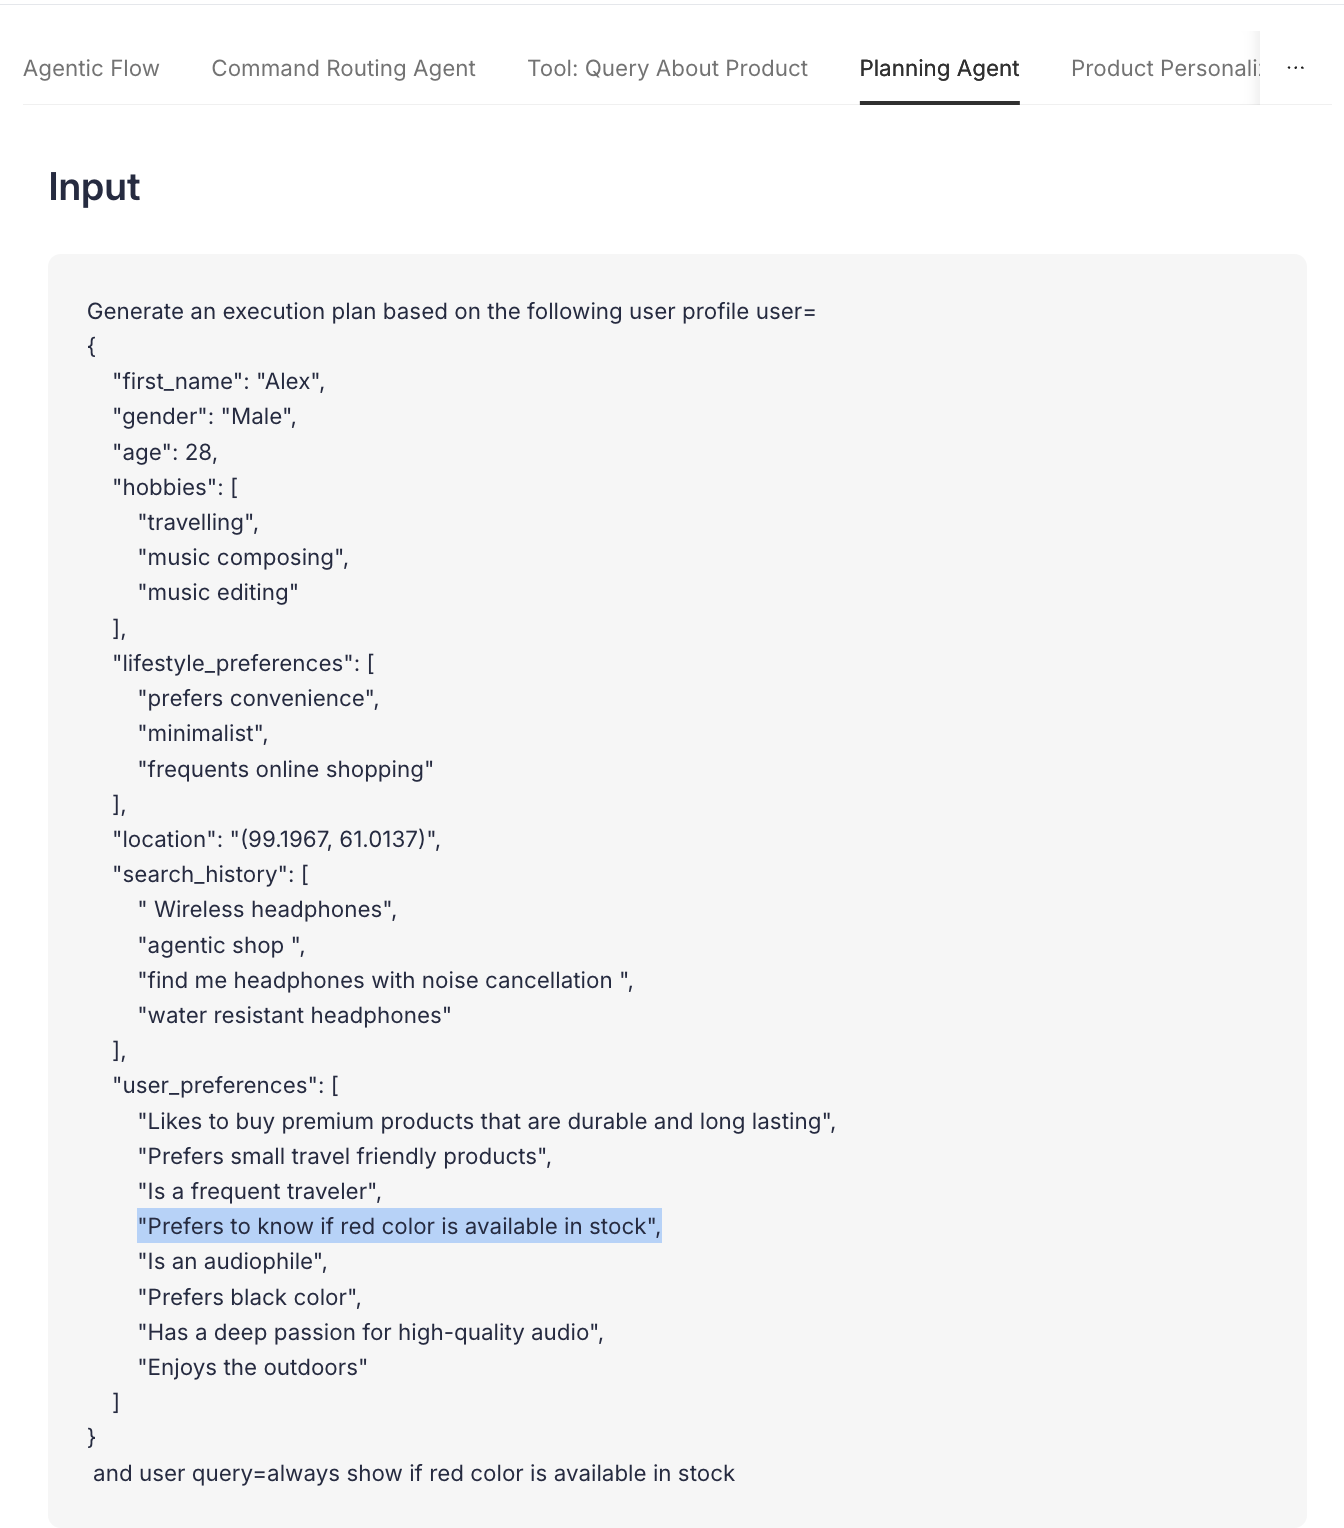 Agentic Flow Command Routing Agent Tool: Query About Product Planning Agent Product Personali ...
Input
Generate an execution plan based on the following user profile user=
{
"first_name": "Alex",
"gender": "Male",
"age": 28,
"hobbies": [
"travelling",
"music composing",
"music editing"
],
"lifestyle_preferences": [
"prefers convenience",
"minimalist",
"frequents online shopping"
],
"location": "(99.1967, 61.0137)",
"search_history": [
" Wireless headphones",
"agentic shop ",
"find me headphones with noise cancellation ",
"water resistant headphones"
],
"user_preferences": [
"Likes to buy premium products that are durable and long lasting",
"Prefers small travel friendly products",
"Is a frequent traveler",
"Prefers to know if red color is available in stock",
"Is an audiophile",
"Prefers black color",
"Has a deep passion for high-quality audio",
"Enjoys the outdoors"
]
}
and user query=always show if red color is available in stock